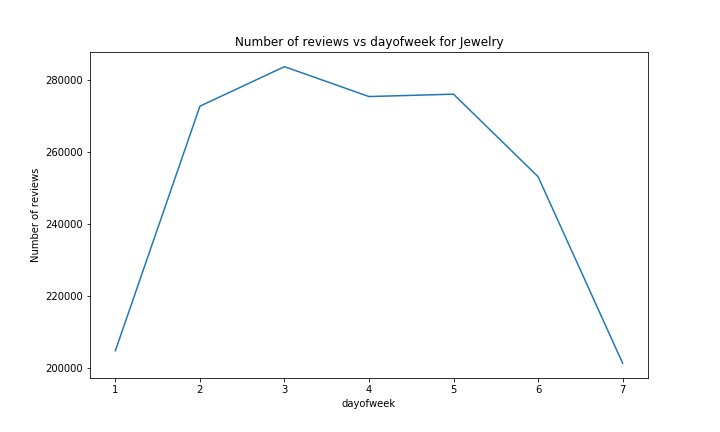 Number of reviews vs dayofweek for Jewelry
280000
260000
240000
220000
200000
Number of reviews
1 2 3 4 5 6 7
dayofweek